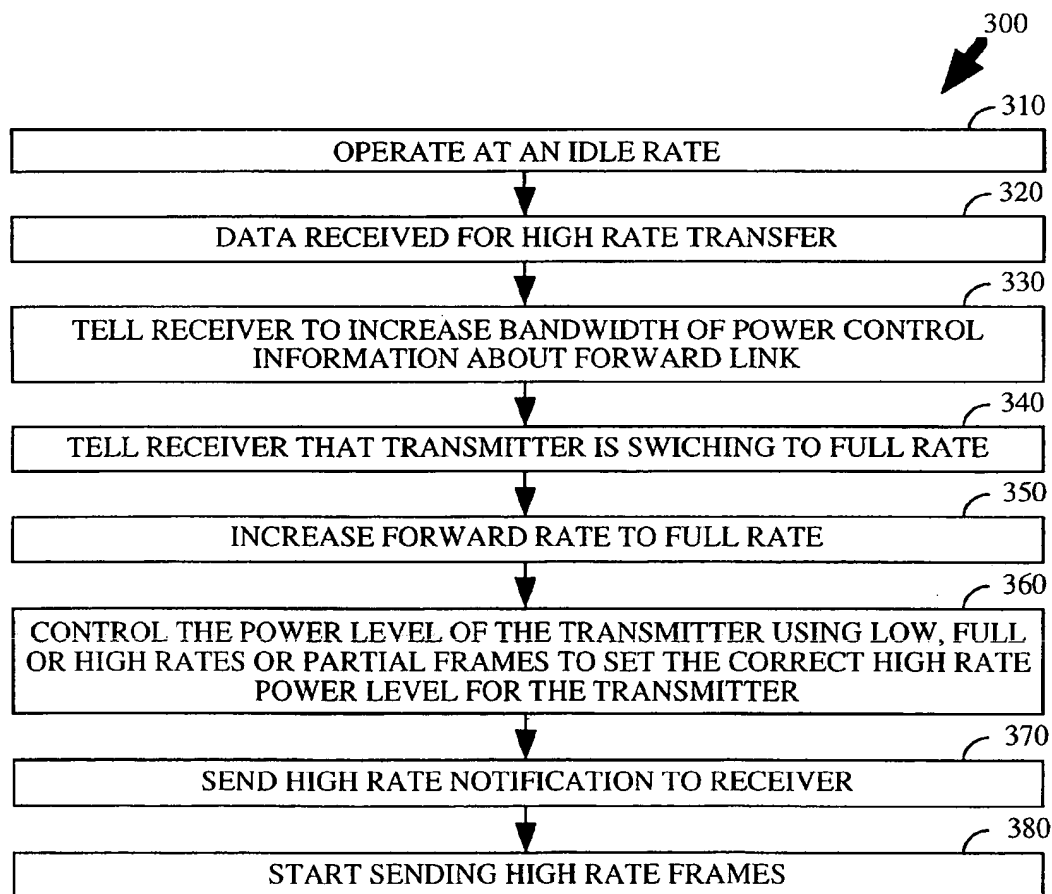 300
310
OPERATE AT AN IDLE RATE
320
DATA RECEIVED FOR HIGH RATE TRANSFER
330
TELL RECEIVER TO INCREASE BANDWIDTH OF POWER CONTROL
INFORMATION ABOUT FORWARD LINK
340
TELL RECEIVER THAT TRANSMITTER IS SWICHING TO FULL RATE
350
INCREASE FORWARD RATE TO FULL RATE
360
CONTROL THE POWER LEVEL OF THE TRANSMITTER USING LOW, FULL
OR HIGH RATES OR PARTIAL FRAMES TO SET THE CORRECT HIGH RATE
POWER LEVEL FOR THE TRANSMITTER
370
SEND HIGH RATE NOTIFICATION TO RECEIVER
380
START SENDING HIGH RATE FRAMES